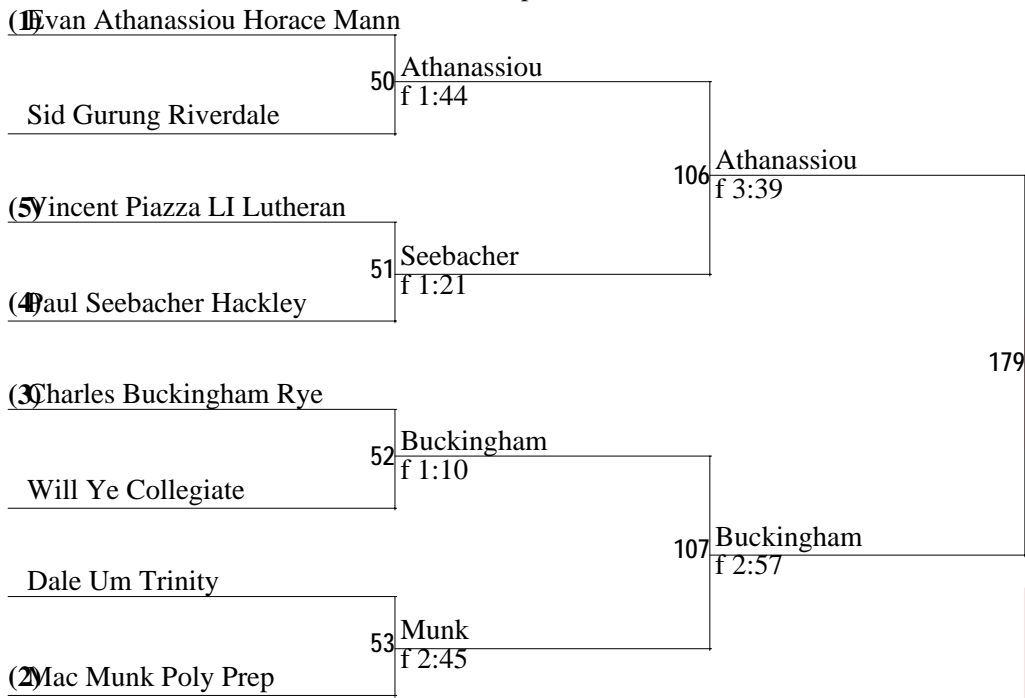 (1) Evan Athanassiou Horace Mann
50 Athanassiou
f 1:44
Sid Gurung Riverdale
106 Athanassiou
f 3:39
(5) Vincent Piazza LI Lutheran
51 Seebacher
f 1:21
(4) Paul Seebacher Hackley
179
(3) Charles Buckingham Rye
52 Buckingham
f 1:10
Will Ye Collegiate
107 Buckingham
f 2:57
Dale Um Trinity
53 Munk
f 2:45
(2) Mac Munk Poly Prep